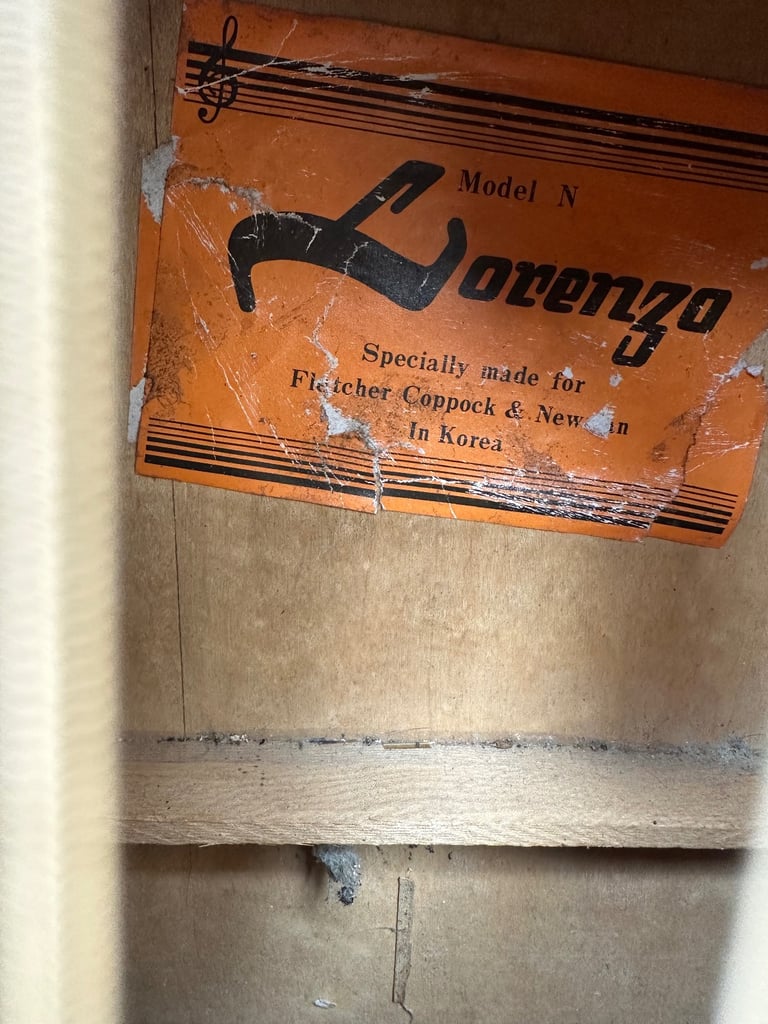 Model N
Lorenzo
Specially made for
Fletcher Coppock &
In Korea